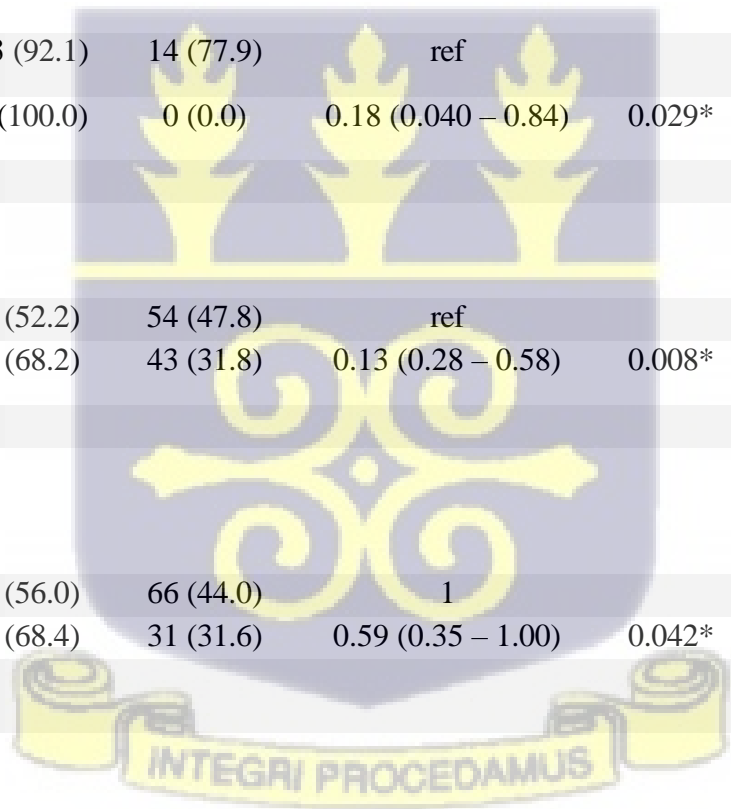 (92.1) 14 (77.9) ref
(100.0) 0 (0.0) 0.18 (0.040 – 0.84) 0.029*
(52.2) 54 (47.8) ref
(68.2) 43 (31.8) 0.13 (0.28 – 0.58) 0.008*
(56.0) 66 (44.0) 1
(68.4) 31 (31.6) 0.59 (0.35 – 1.00) 0.042*
INTEGRI PROCEDAMUS